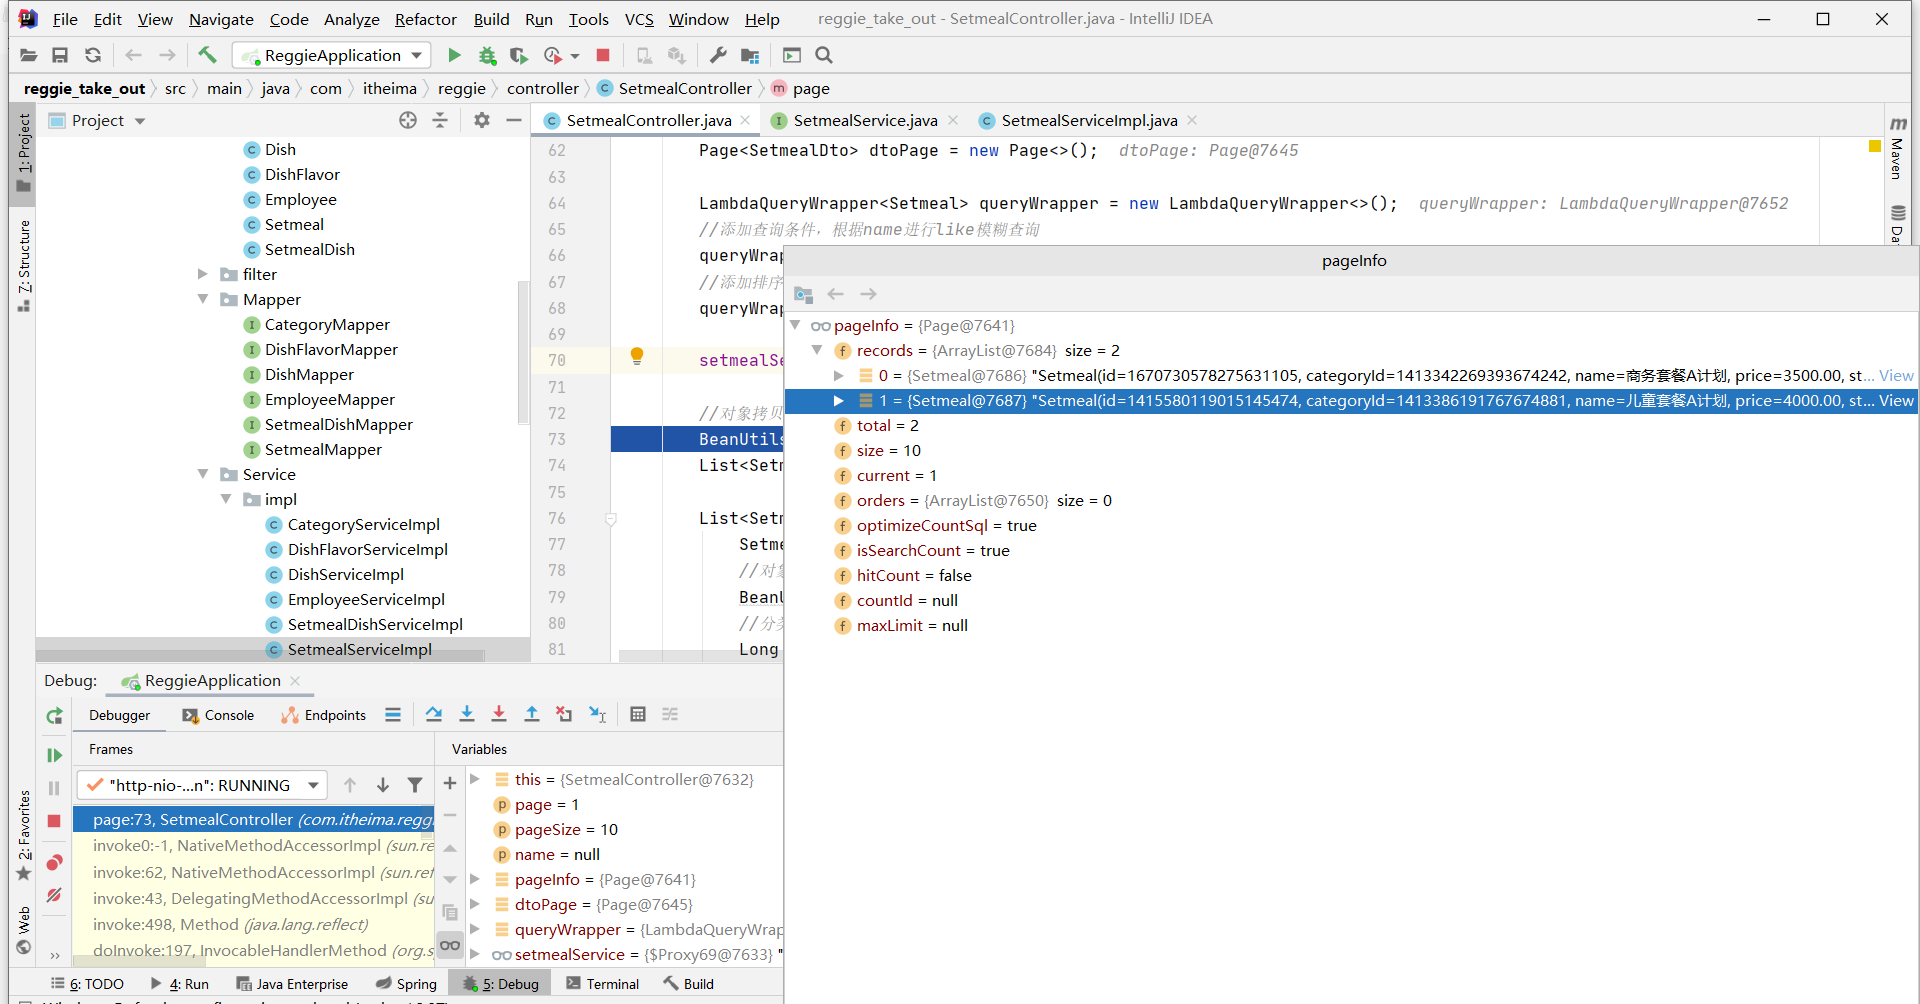 File Edit View Navigate Code Analyze Refactor Build Run Tools VCS Window Help reggie_take_out - SetmealController.java - IntelliJ IDEA
ReggieApplication
reggie_take_out src main java com itheima reggie controller SetmealController page
Project
SetmealController.java SetmealService.java SetmealServiceImpl.java
1: Project
Z: Structure
2: Favorites
Web
Maven
Dish
DishFlavor
Employee
Setmeal
SetmealDish
filter
Mapper
CategoryMapper
DishFlavorMapper
DishMapper
EmployeeMapper
SetmealDishMapper
SetmealMapper
Service
impl
CategoryServiceImpl
DishFlavorServiceImpl
DishServiceImpl
EmployeeServiceImpl
SetmealDishServiceImpl
SetmealServiceImpl
62 Page<SetmealDto> dtoPage = new Page<>(); dtoPage: Page@7645
63
64 LambdaQueryWrapper<Setmeal> queryWrapper = new LambdaQueryWrapper<>(); queryWrapper: LambdaQueryWrapper@7652
65 //添加查询条件，根据name进行like模糊查询
66 queryWrap
67 //添加排序
68 queryWrap
69
70 setmealSe
71
72 //对象拷贝
73 BeanUtils
74 List<Setm
75
76 List<Setm
77 Setme
78 //对象
79 BeanU
80 //分类
81 Long
pageInfo
pageInfo = {Page@7641}
records = {ArrayList@7684} size = 2
0 = {Setmeal@7686} "Setmeal(id=1670730578275631105, categoryId=1413342269393674242, name=商务套餐A计划, price=3500.00, st... View
1 = {Setmeal@7687} "Setmeal(id=1415580119015145474, categoryId=1413386191767674881, name=儿童套餐A计划, price=4000.00, st... View
total = 2
size = 10
current = 1
orders = {ArrayList@7650} size = 0
optimizeCountSql = true
isSearchCount = true
hitCount = false
countId = null
maxLimit = null
Debug: ReggieApplication
Debugger Console Endpoints
Frames
"http-nio-...n": RUNNING
page:73, SetmealController (com.itheima.regg
invoke0:-1, NativeMethodAccessorImpl (sun.re
invoke:62, NativeMethodAccessorImpl (sun.ref
invoke:43, DelegatingMethodAccessorImpl (su
invoke:498, Method (java.lang.reflect)
doInvoke:197, InvocableHandlerMethod (org.s
Variables
this = {SetmealController@7632}
page = 1
pageSize = 10
name = null
pageInfo = {Page@7641}
dtoPage = {Page@7645}
queryWrapper = {LambdaQueryWrap
setmealService = {$Proxy69@7633} "
6: TODO 4: Run Java Enterprise Spring 5: Debug Terminal Build